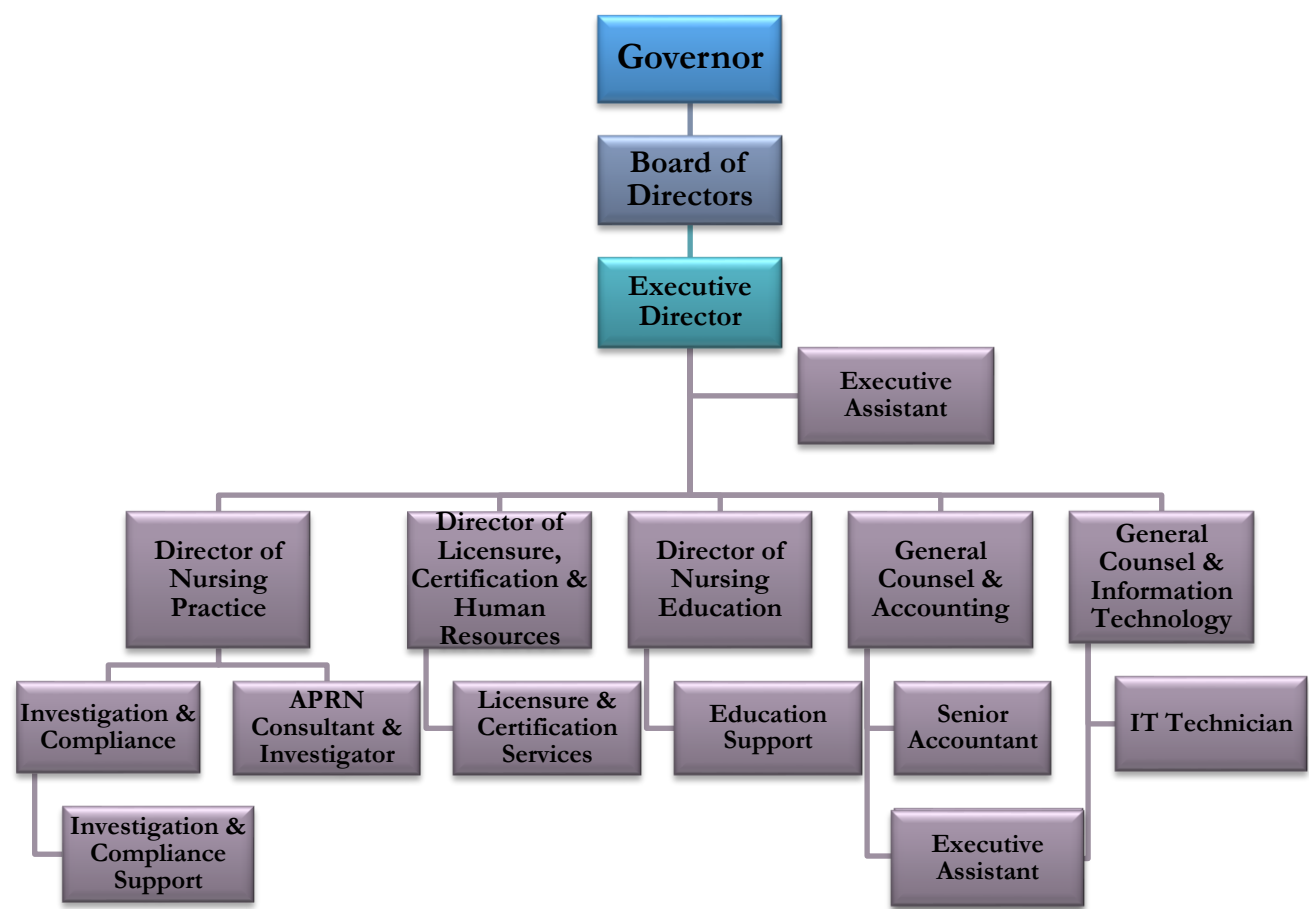 Governor
Board of
Directors
Executive
Director
Executive
Assistant
Director of
Nursing
Practice
Director of
Licensure,
Certification &
Human
Resources
Director of
Nursing
Education
General
Counsel &
Accounting
General
Counsel &
Information
Technology
Investigation &
Compliance
APRN
Consultant &
Investigator
Licensure &
Certification
Services
Education
Support
Senior
Accountant
IT Technician
Investigation &
Compliance
Support
Executive
Assistant